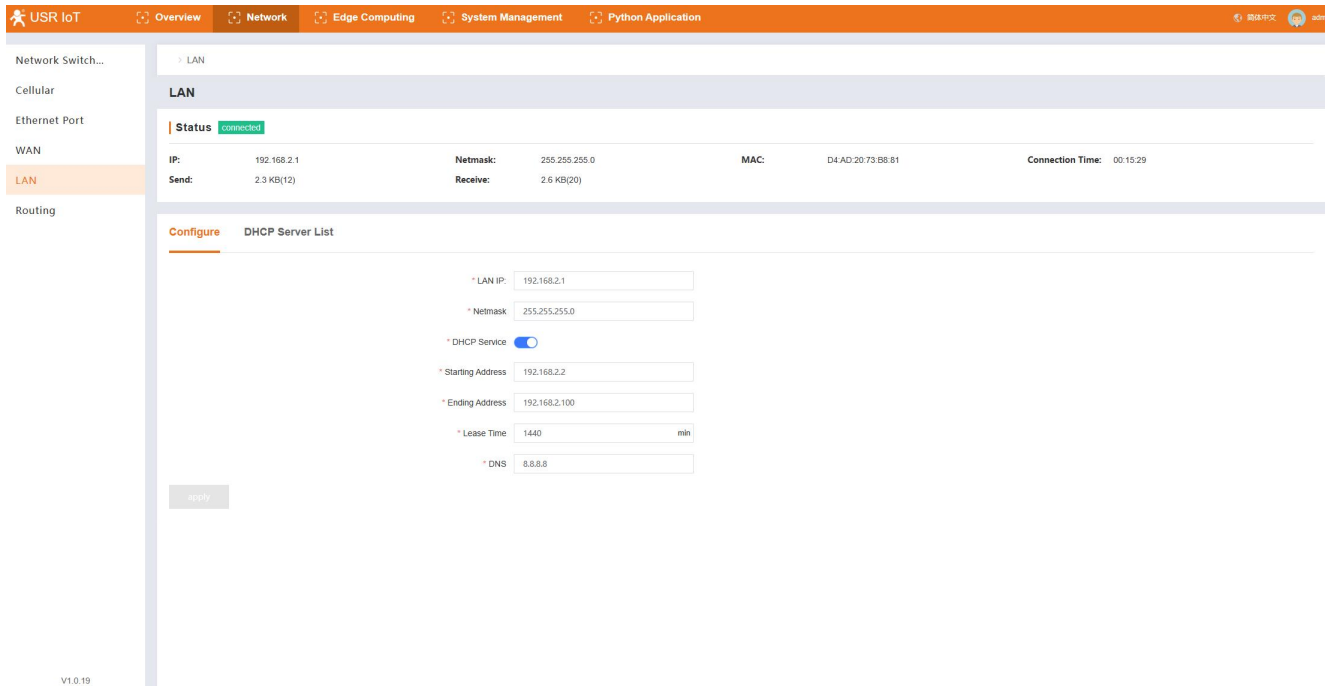 USR IoT Overview Network Edge Computing System Management Python Application 简体中文 adm
Network Switch...
Cellular
Ethernet Port
WAN
LAN
Routing
V1.0.19
> LAN
LAN
Status connected
IP: 192.168.2.1 Netmask: 255.255.255.0 MAC: D4:AD:20:73:B8:81 Connection Time: 00:15:29
Send: 2.3 KB(12) Receive: 2.6 KB(20)
Configure DHCP Server List
* LAN IP: 192.168.2.1
* Netmask 255.255.255.0
* DHCP Service
* Starting Address 192.168.2.2
* Ending Address 192.168.2.100
* Lease Time 1440 min
* DNS 8.8.8.8
apply